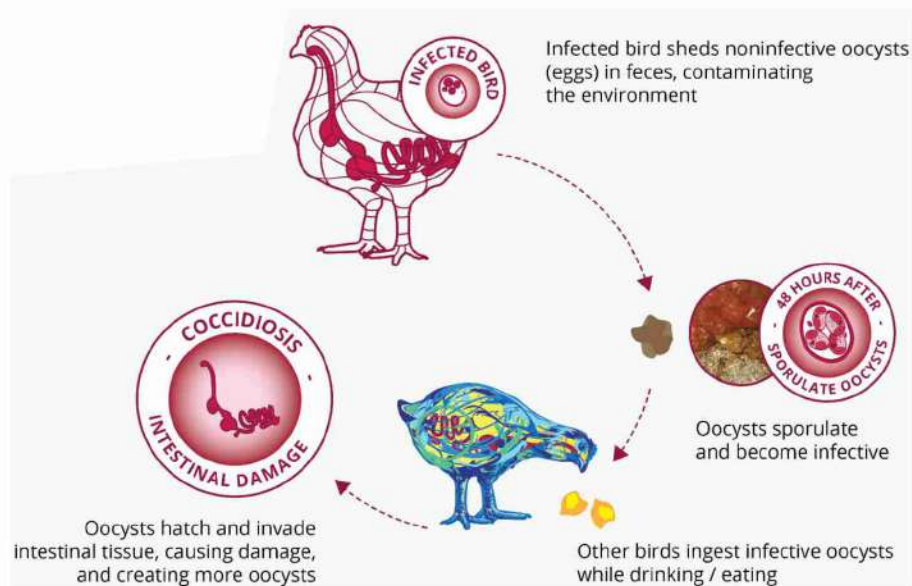 INFECTED BIRD
Infected bird sheds noninfective oocysts
(eggs) in feces, contaminating
the environment
- 48 HOURS AFTER -
SPORULATE OOCYSTS
Oocysts sporulate
and become infective
Other birds ingest infective oocysts
while drinking / eating
- COCCIDIOSIS -
INTESTINAL DAMAGE
Oocysts hatch and invade
intestinal tissue, causing damage,
and creating more oocysts